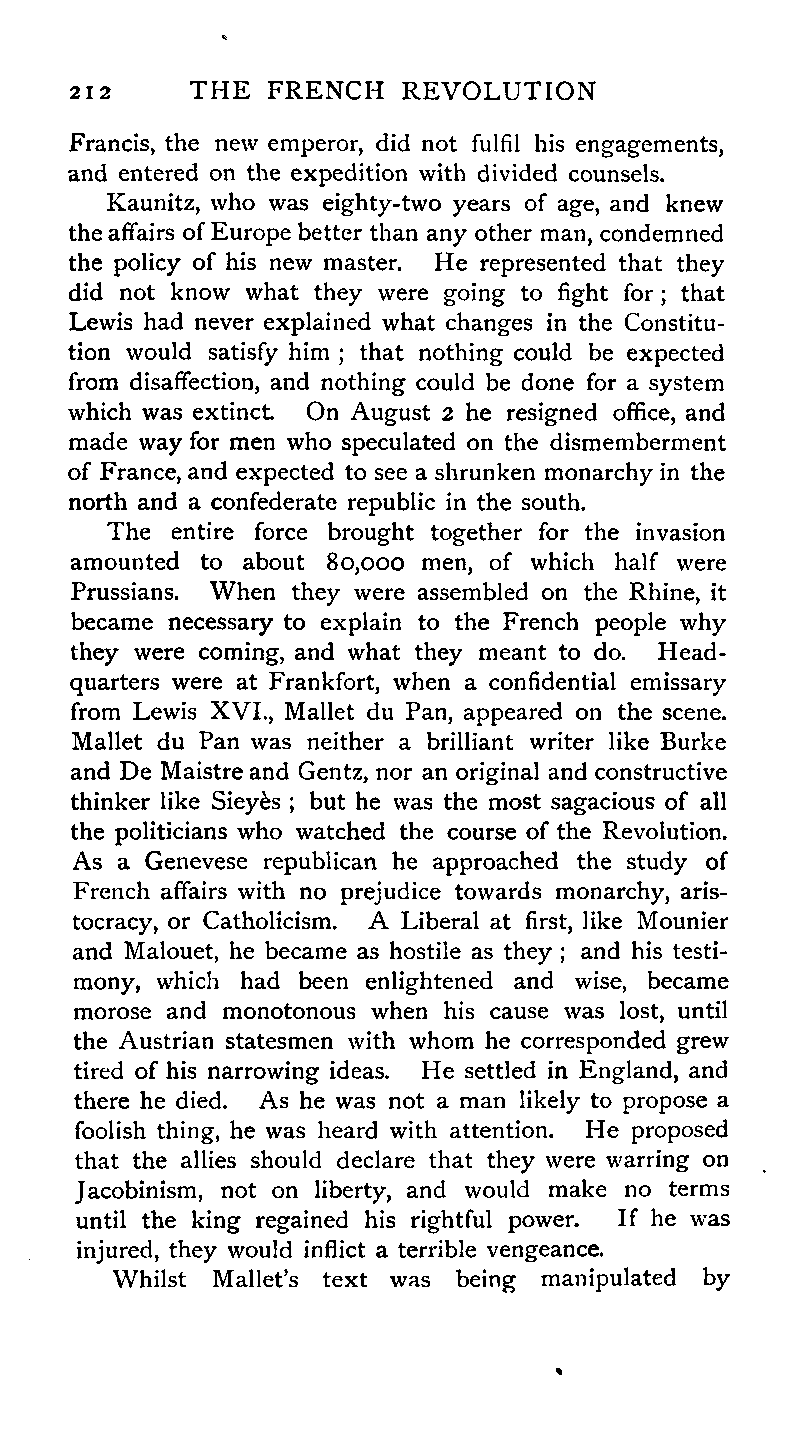 212 THE FRENCH REVOLUTION
Francis, the new emperor, did not fulfil his engagements,
and entered on the expedition with divided counsels.
Kaunitz, who was eighty-two years of age, and knew
the affairs of Europe better than any other man, condemned
the policy of his new master. He represented that they
did not know what they were going to fight for ; that
Lewis had never explained what changes in the Constitu-
tion would satisfy him ; that nothing could be expected
from disaffection, and nothing could be done for a system
which was extinct. On August 2 he resigned office, and
made way for men who speculated on the dismemberment
of France, and expected to see a shrunken monarchy in the
north and a confederate republic in the south.
The entire force brought together for the invasion
amounted to about 80,000 men, of which half were
Prussians. When they were assembled on the Rhine, it
became necessary to explain to the French people why
they were coming, and what they meant to do. Head-
quarters were at Frankfort, when a confidential emissary
from Lewis XVI., Mallet du Pan, appeared on the scene.
Mallet du Pan was neither a brilliant writer like Burke
and De Maistre and Gentz, nor an original and constructive
thinker like Sieyès ; but he was the most sagacious of all
the politicians who watched the course of the Revolution.
As a Genevese republican he approached the study of
French affairs with no prejudice towards monarchy, aris-
tocracy, or Catholicism. A Liberal at first, like Mounier
and Malouet, he became as hostile as they ; and his testi-
mony, which had been enlightened and wise, became
morose and monotonous when his cause was lost, until
the Austrian statesmen with whom he corresponded grew
tired of his narrowing ideas. He settled in England, and
there he died. As he was not a man likely to propose a
foolish thing, he was heard with attention. He proposed
that the allies should declare that they were warring on
Jacobinism, not on liberty, and would make no terms
until the king regained his rightful power. If he was
injured, they would inflict a terrible vengeance.
Whilst Mallet's text was being manipulated by